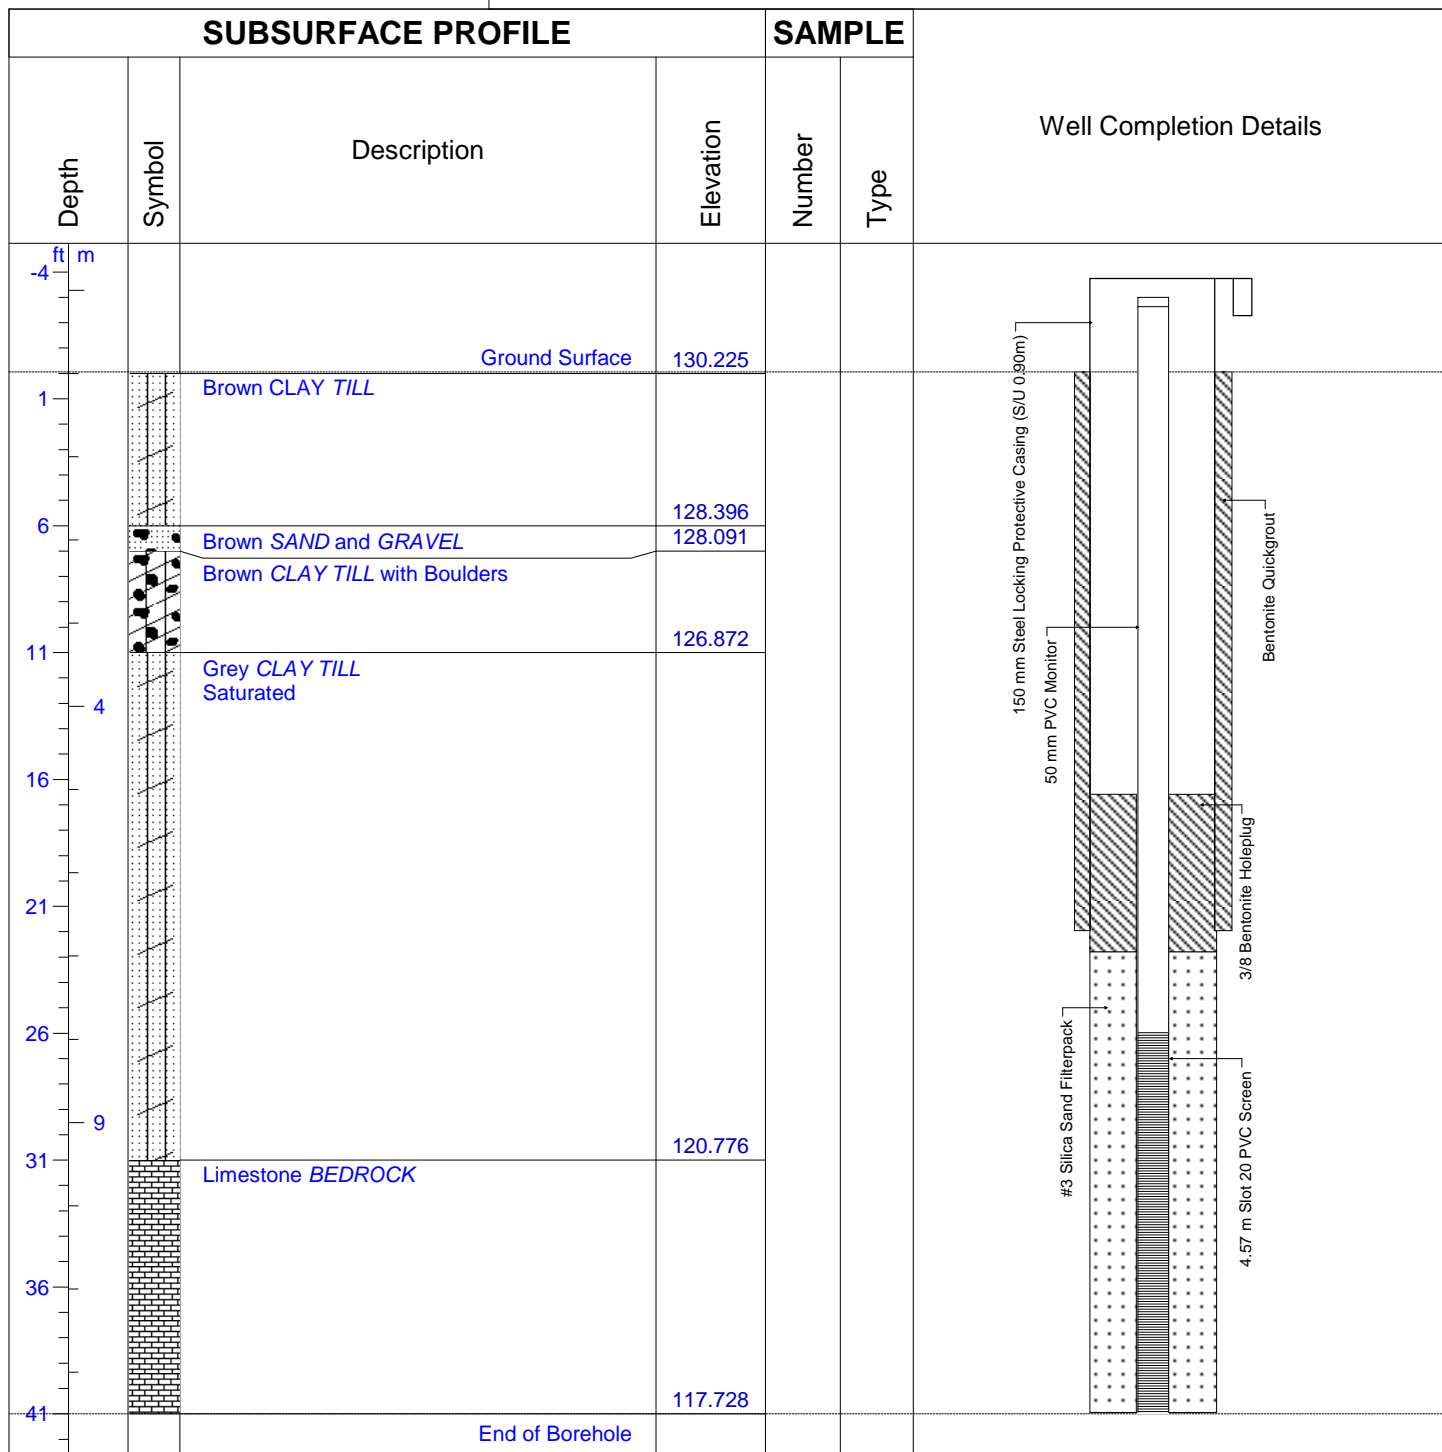 SUBSURFACE PROFILE
SAMPLE
Depth
Symbol
Description
Elevation
Number
Type
Well Completion Details
ft m
-4
Ground Surface 130.225
Brown CLAY TILL
1
128.396
6
Brown SAND and GRAVEL 128.091
Brown CLAY TILL with Boulders
126.872
11
Grey CLAY TILL
Saturated
4
16
21
26
9
120.776
31
Limestone BEDROCK
36
117.728
41
End of Borehole
150 mm Steel Locking Protective Casing (S/U 0.90m)
50 mm PVC Monitor
Bentonite Quickgrout
3/8 Bentonite Holeplug
#3 Silica Sand Filterpack
4.57 m Slot 20 PVC Screen